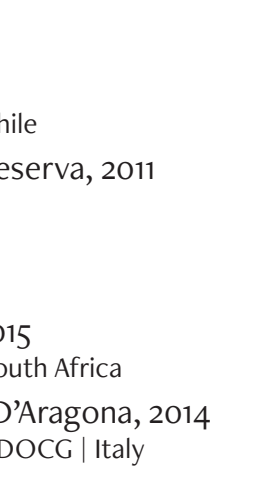 hile
eserva, 2011
015
outh Africa
D'Aragona, 2014
DOCG | Italy